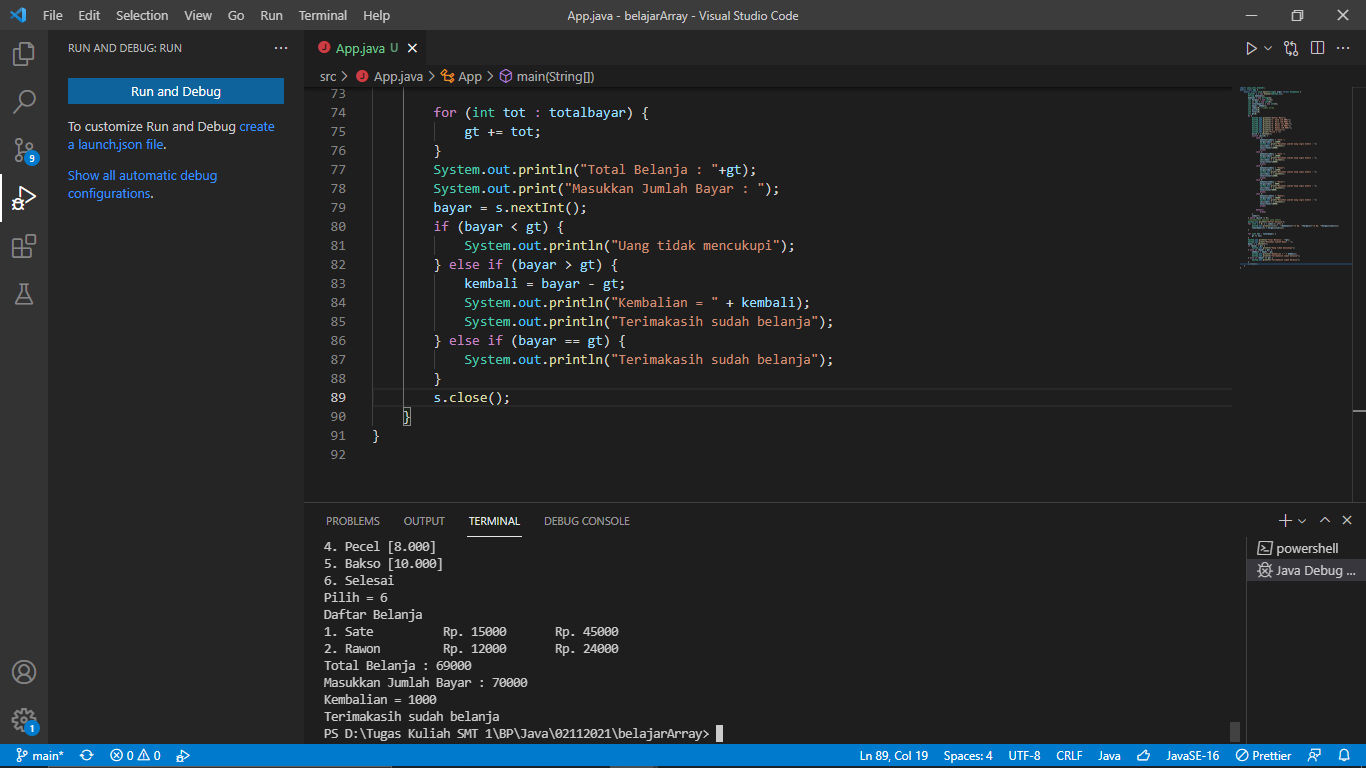 File Edit Selection View Go Run Terminal Help
App.java - belajarArray - Visual Studio Code
RUN AND DEBUG: RUN
Run and Debug
To customize Run and Debug create
a launch.json file.
Show all automatic debug
configurations.
9
1
App.java U
src > App.java > App > main(String[])
73
74 for (int tot : totalbayar) {
75 gt += tot;
76 }
77 System.out.println("Total Belanja : "+gt);
78 System.out.print("Masukkan Jumlah Bayar : ");
79 bayar = s.nextInt();
80 if (bayar < gt) {
81 System.out.println("Uang tidak mencukupi");
82 } else if (bayar > gt) {
83 kembali = bayar - gt;
84 System.out.println("Kembalian = " + kembali);
85 System.out.println("Terimakasih sudah belanja");
86 } else if (bayar == gt) {
87 System.out.println("Terimakasih sudah belanja");
88 }
89 s.close();
90 }
91 }
92
PROBLEMS OUTPUT TERMINAL DEBUG CONSOLE
4. Pecel [8.000]
5. Bakso [10.000]
6. Selesai
Pilih = 6
Daftar Belanja
1. Sate Rp. 15000 Rp. 45000
2. Rawon Rp. 12000 Rp. 24000
Total Belanja : 69000
Masukkan Jumlah Bayar : 70000
Kembalian = 1000
Terimakasih sudah belanja
PS D:\Tugas Kuliah SMT 1\BP\Java\02112021\belajarArray>
powershell
Java Debug ...
main* 0 0
Ln 89, Col 19 Spaces: 4 UTF-8 CRLF Java JavaSE-16 Prettier